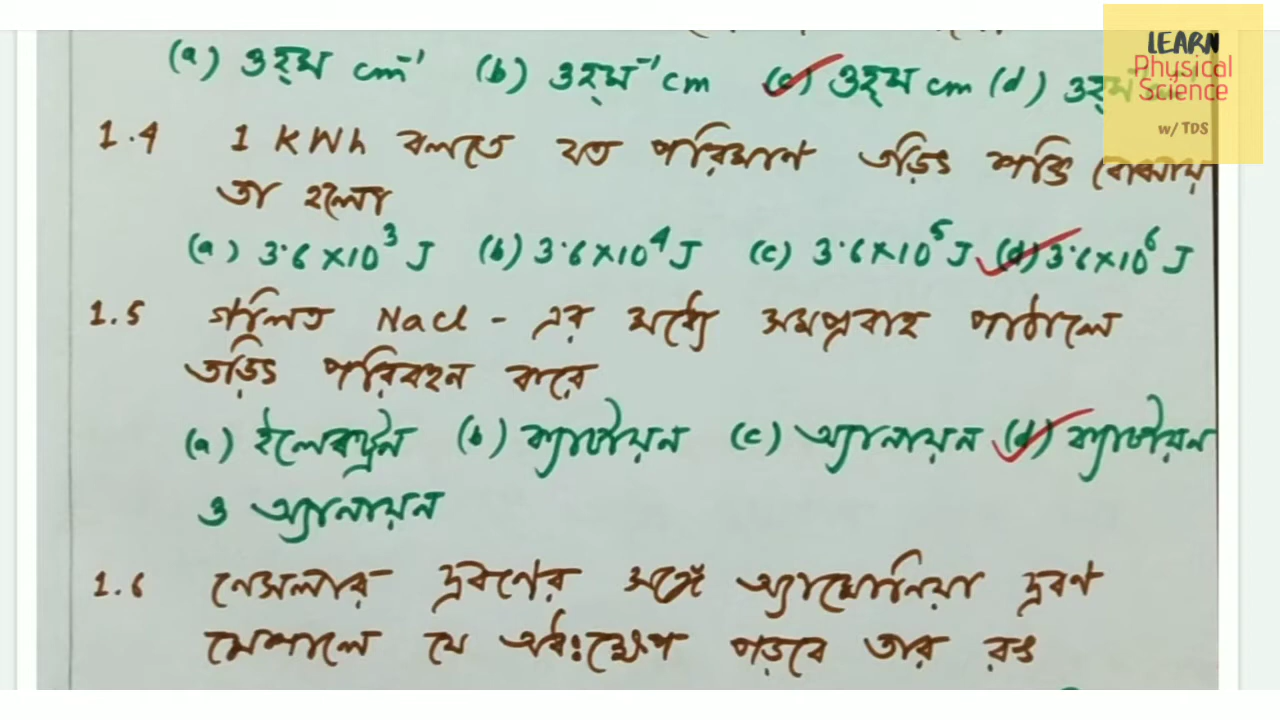 LEARN
Physical
Science
w/ TDS
(a) ওহ্ম cm⁻¹ (b) ওহ্ম⁻¹ cm (c) ওহ্ম cm (d) ওহ্ম
1.4 1 KWh বলতে যত পরিমাণ তড়িৎ শক্তি বোঝায়
তা হলো
(a) 3.6×10³ J (b) 3.6×10⁴ J (c) 3.6×10⁵ J (d) 3.6×10⁶ J
1.5 গলিত NaCl - এর মধ্যে সমপ্রবাহ পাঠালে
তড়িৎ পরিবহন করে
(a) ইলেকট্রন (b) ক্যাটায়ন (c) অ্যানায়ন (d) ক্যাটায়ন
ও অ্যানায়ন
1.6 নেসলার দ্রবণের সঙ্গে অ্যামোনিয়া দ্রবণ
মেশালে যে অধঃক্ষেপ পড়বে তার রঙ